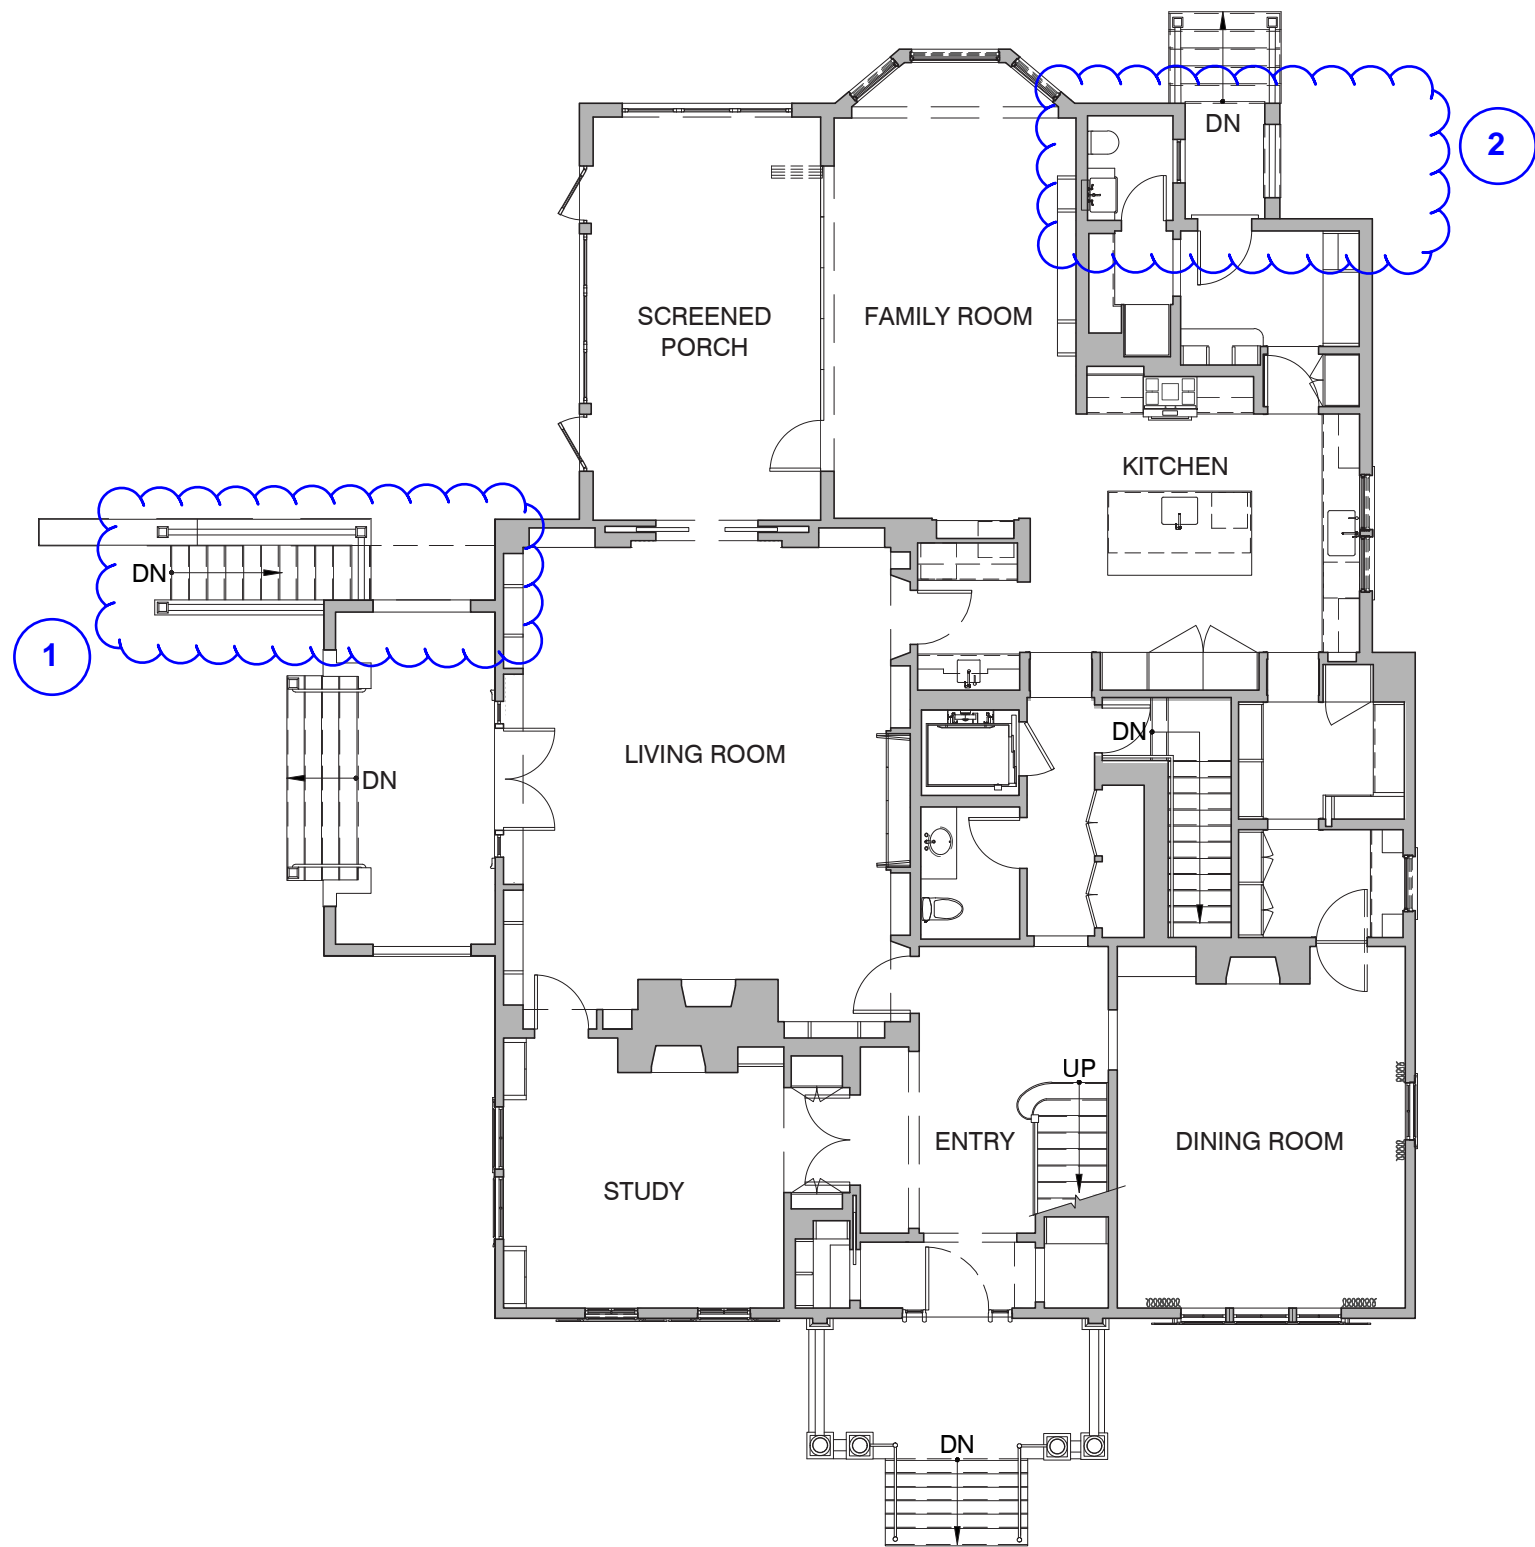 DN
2
SCREENED
PORCH
FAMILY ROOM
KITCHEN
DN
1
DN
LIVING ROOM
DN
UP
ENTRY
DINING ROOM
STUDY
DN